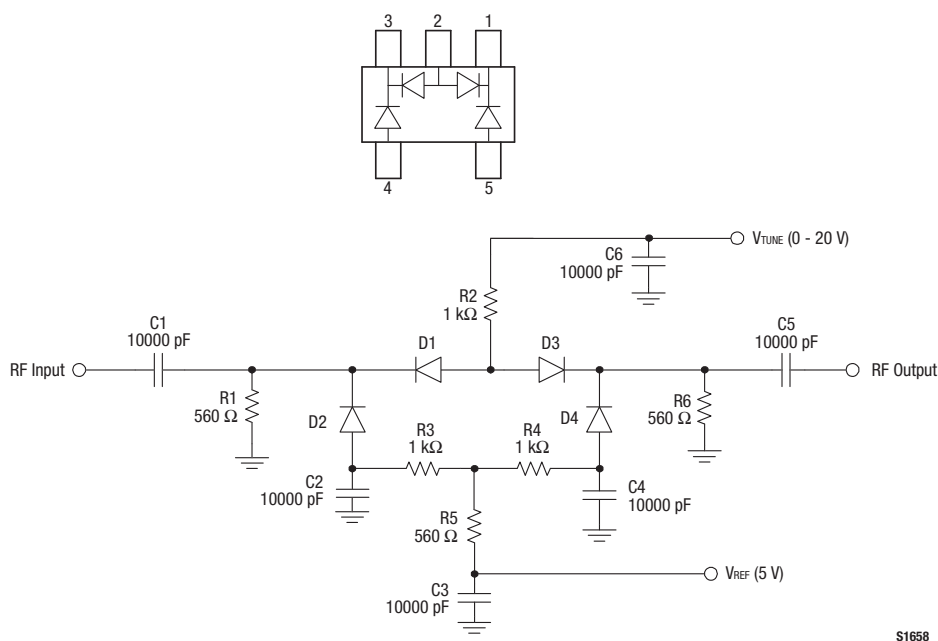 3 2 1
4 5
VTUNE (0 - 20 V)
C6
10000 pF
R2
1 kΩ
C1
10000 pF
D1
D3
C5
10000 pF
RF Input
RF Output
R1
560 Ω
D2
D4
R6
560 Ω
R3
1 kΩ
R4
1 kΩ
C2
10000 pF
C4
10000 pF
R5
560 Ω
VREF (5 V)
C3
10000 pF
S1658